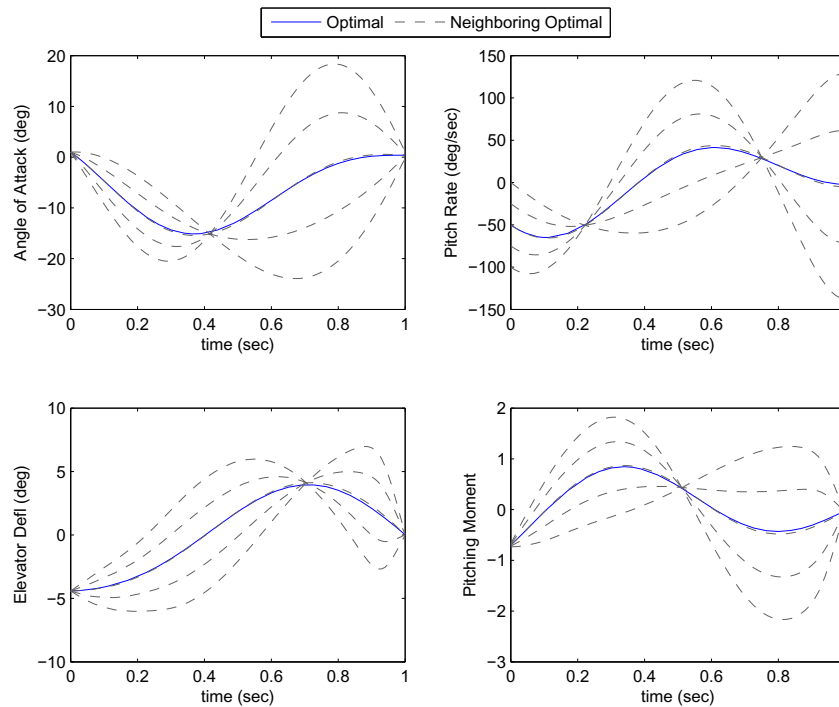 Optimal Neighboring Optimal
20
10
0
−10
−20
−30
Angle of Attack (deg)
0 0.2 0.4 0.6 0.8 1
time (sec)
150
100
50
0
−50
−100
−150
Pitch Rate (deg/sec)
0 0.2 0.4 0.6 0.8
time (sec)
10
5
0
−5
−10
Elevator Defl (deg)
0 0.2 0.4 0.6 0.8 1
time (sec)
2
1
0
−1
−2
−3
Pitching Moment
0 0.2 0.4 0.6 0.8
time (sec)